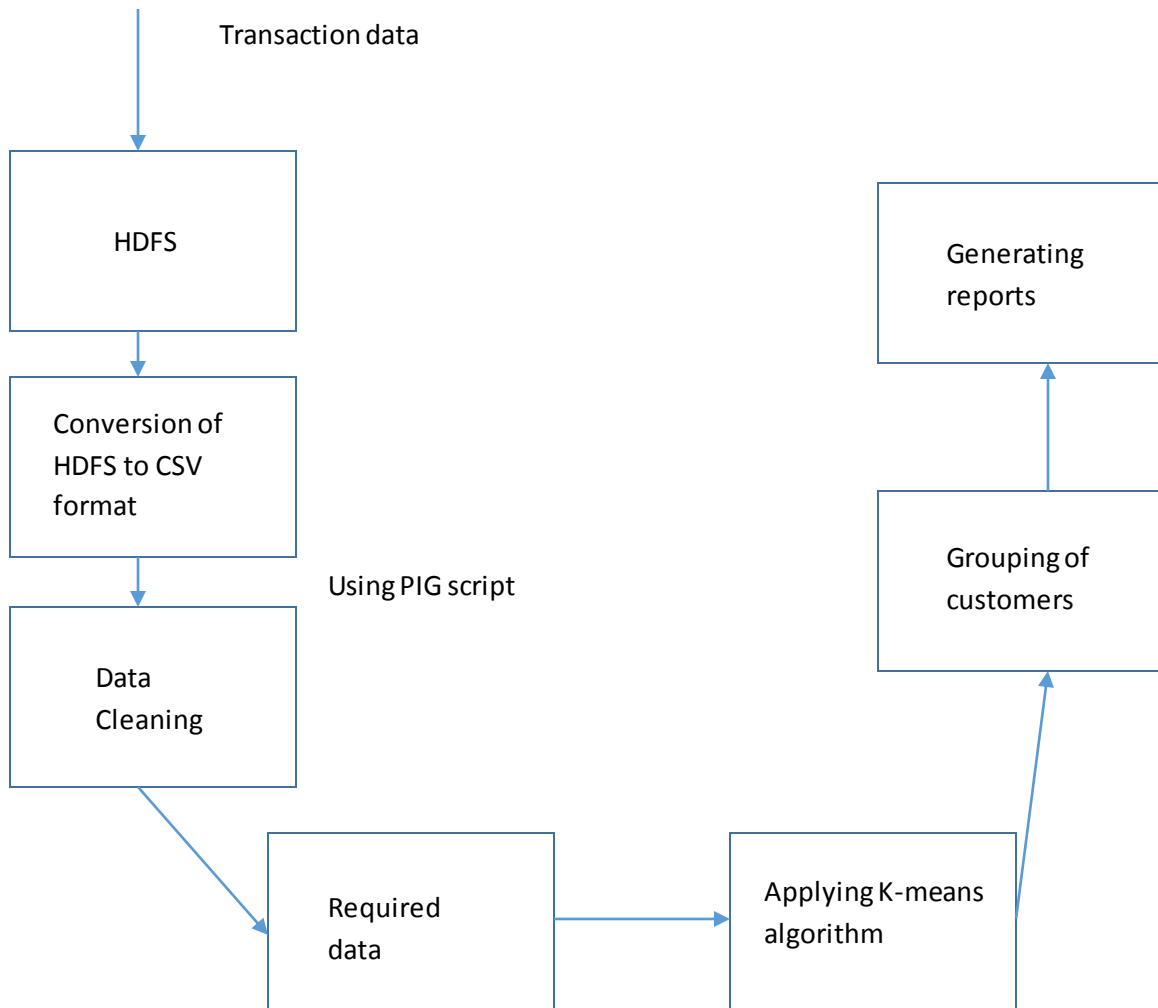 Transaction data
HDFS
Conversion of
HDFS to CSV
format
Using PIG script
Data
Cleaning
Required
data
Applying K-means
algorithm
Grouping of
customers
Generating
reports